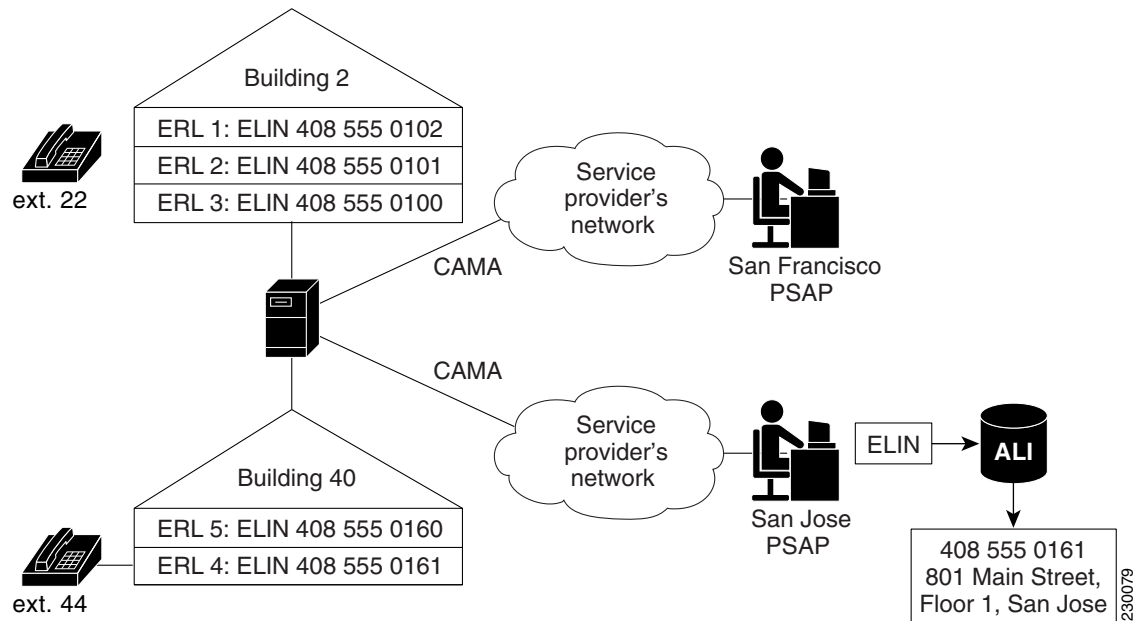 Building 2
ERL 1: ELIN 408 555 0102
ERL 2: ELIN 408 555 0101
ERL 3: ELIN 408 555 0100
ext. 22
CAMA
Service
provider's
network
San Francisco
PSAP
CAMA
Service
provider's
network
San Jose
PSAP
ELIN
ALI
408 555 0161
801 Main Street,
Floor 1, San Jose
Building 40
ERL 5: ELIN 408 555 0160
ERL 4: ELIN 408 555 0161
ext. 44
230079